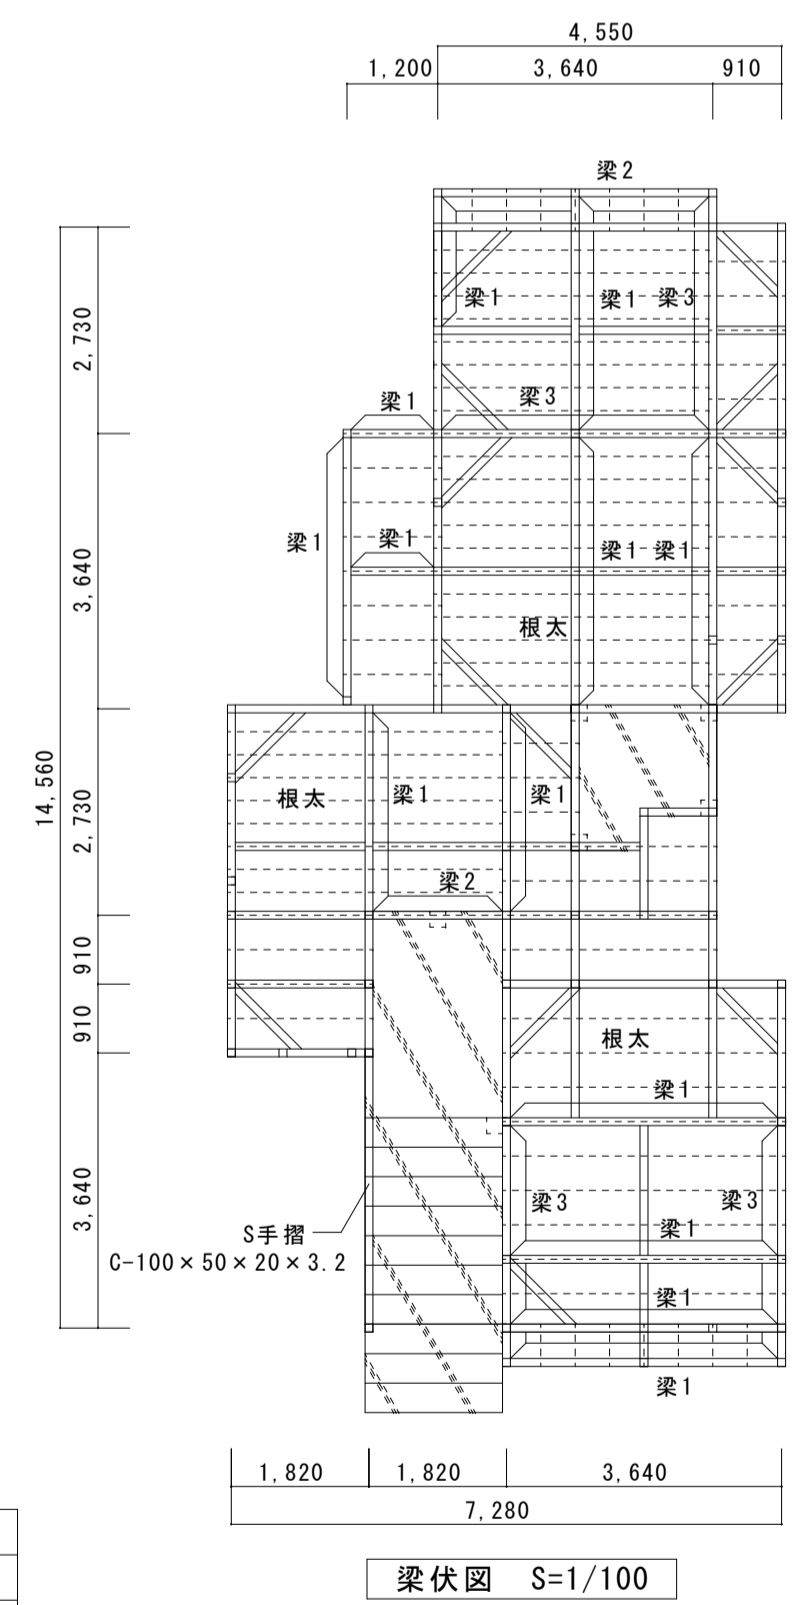 4,550
1,200 3,640 910
梁2
2,730
梁1 梁1 梁3
梁3
梁1
梁1
梁1
梁1 梁1
3,640
根太
14,560
2,730
根太 梁1 梁1
梁2
910
910
根太
梁1
3,640
梁3 梁3
梁1
S手摺
C-100×50×20×3.2
梁1
梁1
1,820 1,820 3,640
7,280
梁伏図 S=1/100